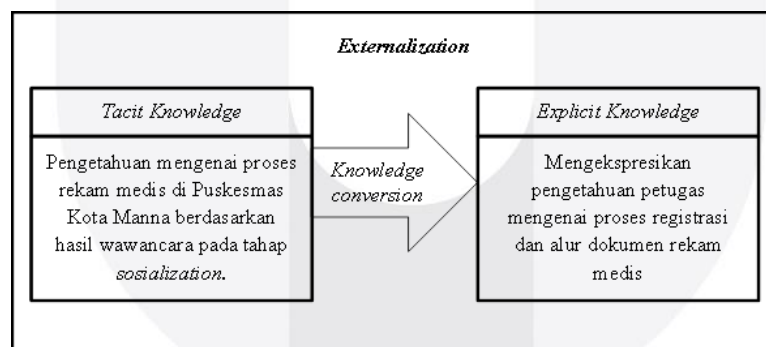 Externalization
Tacit Knowledge
Pengetahuan mengenai proses
rekam medis di Puskesmas
Kota Manna berdasarkan
hasil wawancara pada tahap
sosialization.
Knowledge
conversion
Explicit Knowledge
Mengekspresikan
pengetahuan petugas
mengenai proses registrasi
dan alur dokumen rekam
medis